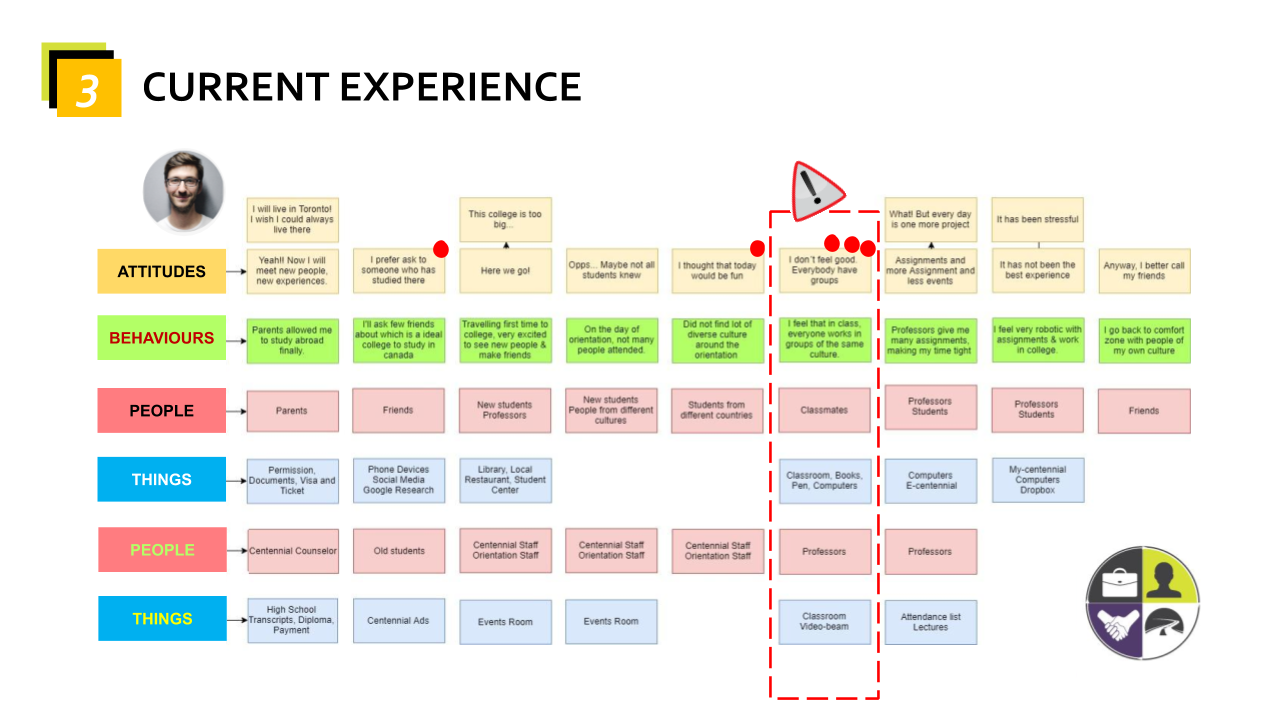 3
CURRENT EXPERIENCE
I will live in Toronto!
I wish I could always
live there
This college is too
big...
What! But every day
is one more project
It has been stressful
ATTITUDES
Yeah!! Now I will
meet new people,
new experiences.
I prefer ask to
someone who has
studied there
Here we go!
Opps... Maybe not all
students knew
I thought that today
would be fun
I don´t feel good.
Everybody have
groups
Assignments and
more Assignment and
less events
It has not been the
best experience
Anyway, I better call
my friends
BEHAVIOURS
Parents allowed me
to study abroad
finally.
I'll ask few friends
about which is a ideal
college to study in
canada
Travelling first time to
college, very excited
to see new people &
make friends
On the day of
orientation, not many
people attended.
Did not find lot of
diverse culture
around the
orientation
I feel that in class,
everyone works in
groups of the same
culture.
Professors give me
many assignments,
making my time tight
I feel very robotic with
assignments & work
in college.
I go back to comfort
zone with people of
my own culture
PEOPLE
Parents
Friends
New students
Professors
New students
People from different
cultures
Students from
different countries
Classmates
Professors
Students
Professors
Students
Friends
THINGS
Permission,
Documents, Visa and
Ticket
Phone Devices
Social Media
Google Research
Library, Local
Restaurant, Student
Center
Classroom, Books,
Pen, Computers
Computers
E-centennial
My-centennial
Computers
Dropbox
PEOPLE
Centennial Counselor
Old students
Centennial Staff
Orientation Staff
Centennial Staff
Orientation Staff
Centennial Staff
Orientation Staff
Professors
Professors
THINGS
High School
Transcripts, Diploma,
Payment
Centennial Ads
Events Room
Events Room
Classroom
Video-beam
Attendance list
Lectures